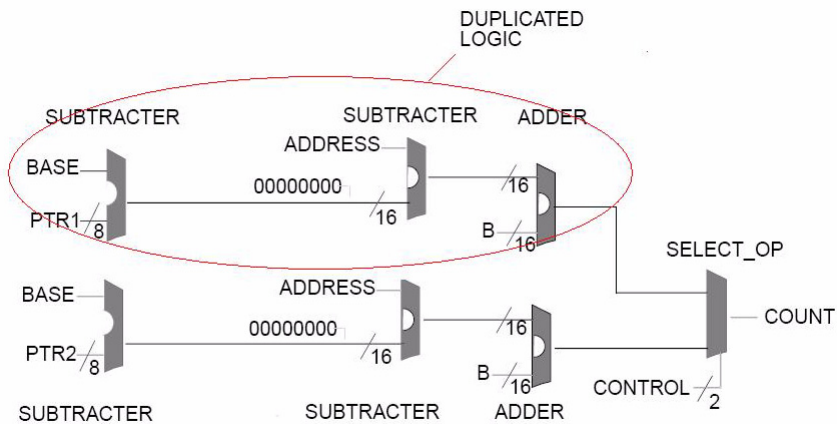 DUPLICATED
LOGIC
SUBTRACTER
SUBTRACTER
ADDER
ADDRESS
BASE
00000000
16
16
PTR1
8
B
16
SELECT_OP
BASE
ADDRESS
00000000
16
16
COUNT
PTR2
8
B
16
CONTROL
2
SUBTRACTER
SUBTRACTER
ADDER